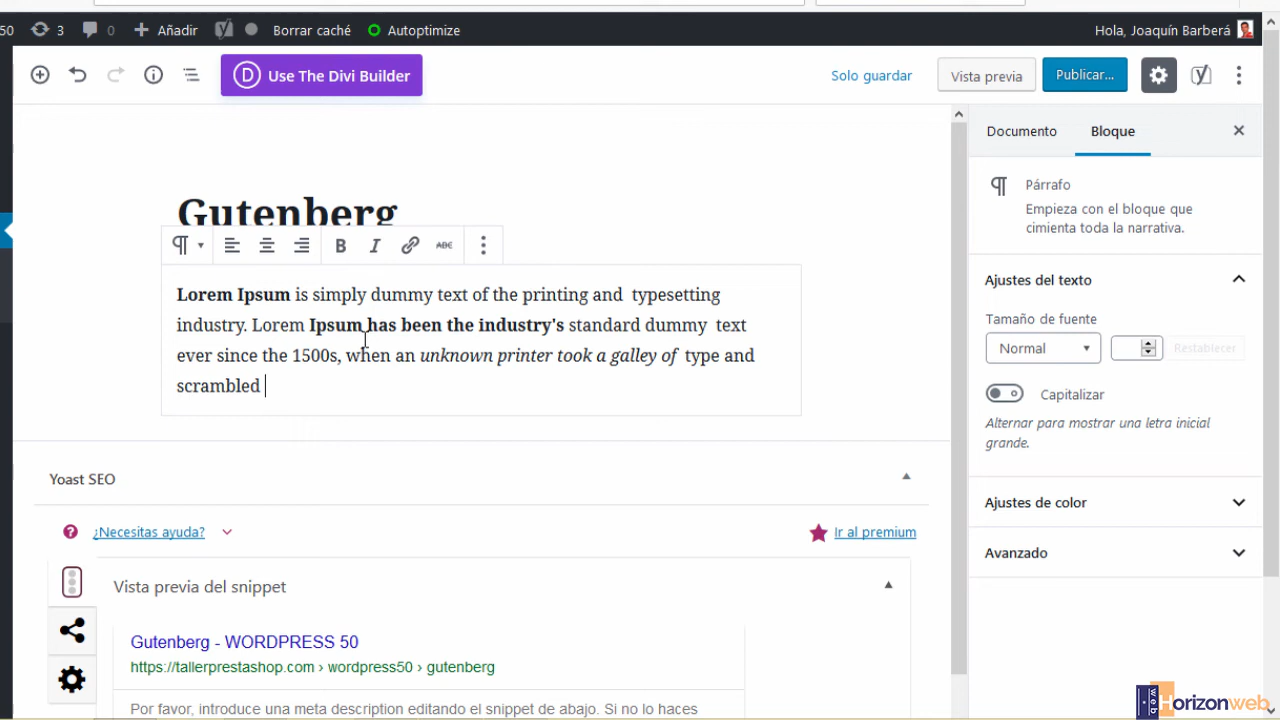 50 3 0 Añadir Borrar caché Autoptimize Hola, Joaquín Barberá
D Use The Divi Builder Solo guardar Vista previa Publicar...
Documento Bloque
Párrafo
Empieza con el bloque que
cimienta toda la narrativa.
Gutenberg
B I ABC
Lorem Ipsum is simply dummy text of the printing and typesetting
industry. Lorem Ipsum has been the industry's standard dummy text
ever since the 1500s, when an unknown printer took a galley of type and
scrambled
Ajustes del texto
Tamaño de fuente
Normal Restablecer
Capitalizar
Alternar para mostrar una letra inicial
grande.
Ajustes de color
Avanzado
Yoast SEO
¿Necesitas ayuda? Ir al premium
Vista previa del snippet
Gutenberg - WORDPRESS 50
https://tallerprestashop.com › wordpress50 › gutenberg
Por favor, introduce una meta description editando el snippet de abajo. Si no lo haces
web Horizonweb